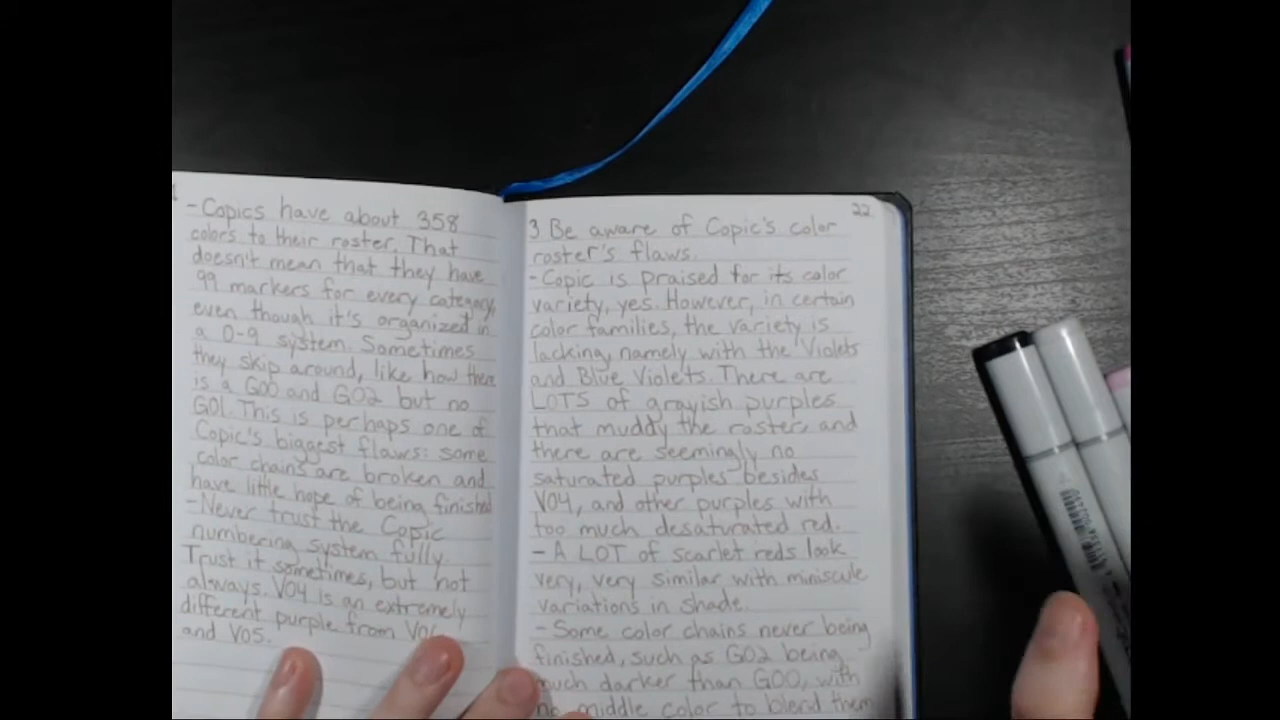 - Copics have about 358
colors to their roster. That
doesn't mean that they have
99 markers for every category,
even though it's organized in
a 0-9 system. Sometimes
they skip around, like how there
is a G00 and G02 but no
G01. This is perhaps one of
Copic's biggest flaws: some
color chains are broken and
have little hope of being finished
- Never trust the Copic
numbering system fully.
Trust it sometimes, but not
always. V04 is an extremely
different purple from V06
and V05.
22
3 Be aware of Copic's color
roster's flaws.
- Copic is praised for its color
variety, yes. However, in certain
color families, the variety is
lacking, namely with the Violets
and Blue Violets. There are
LOTS of grayish purples
that muddy the roster, and
there are seemingly no
saturated purples besides
V04, and other purples with
too much desaturated red.
- A LOT of scarlet reds look
very, very similar with miniscule
variations in shade.
- Some color chains never being
finished, such as G02 being
much darker than G00, with
no middle color to blend them